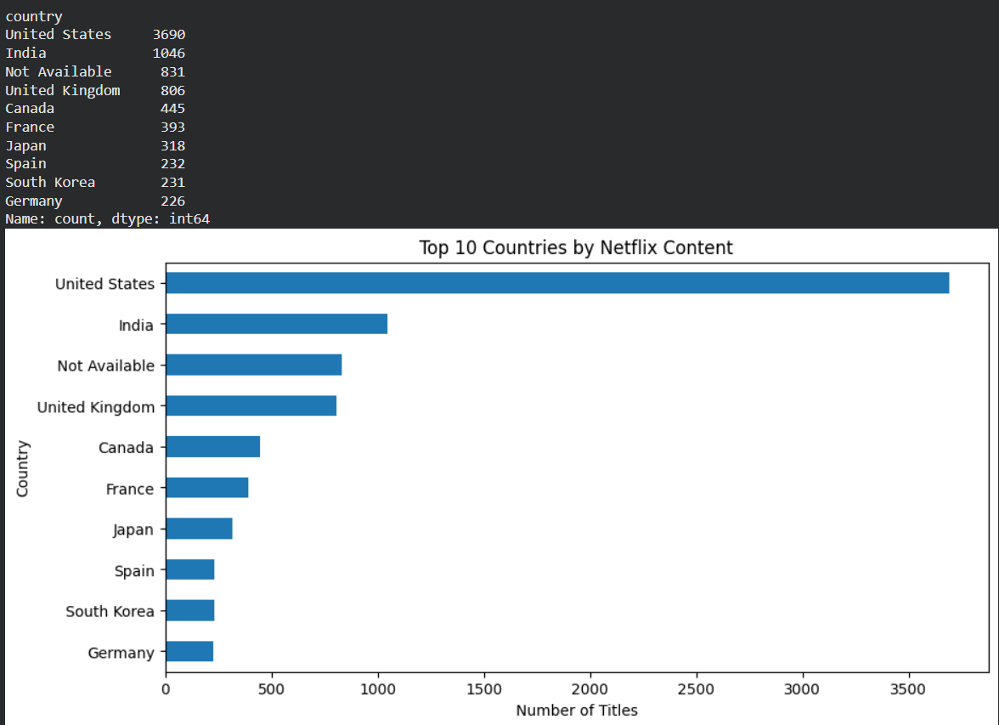 country
United States     3690
India             1046
Not Available      831
United Kingdom     806
Canada             445
France             393
Japan              318
Spain              232
South Korea        231
Germany            226
Name: count, dtype: int64
Top 10 Countries by Netflix Content
Country
United States
India
Not Available
United Kingdom
Canada
France
Japan
Spain
South Korea
Germany
0 500 1000 1500 2000 2500 3000 3500
Number of Titles